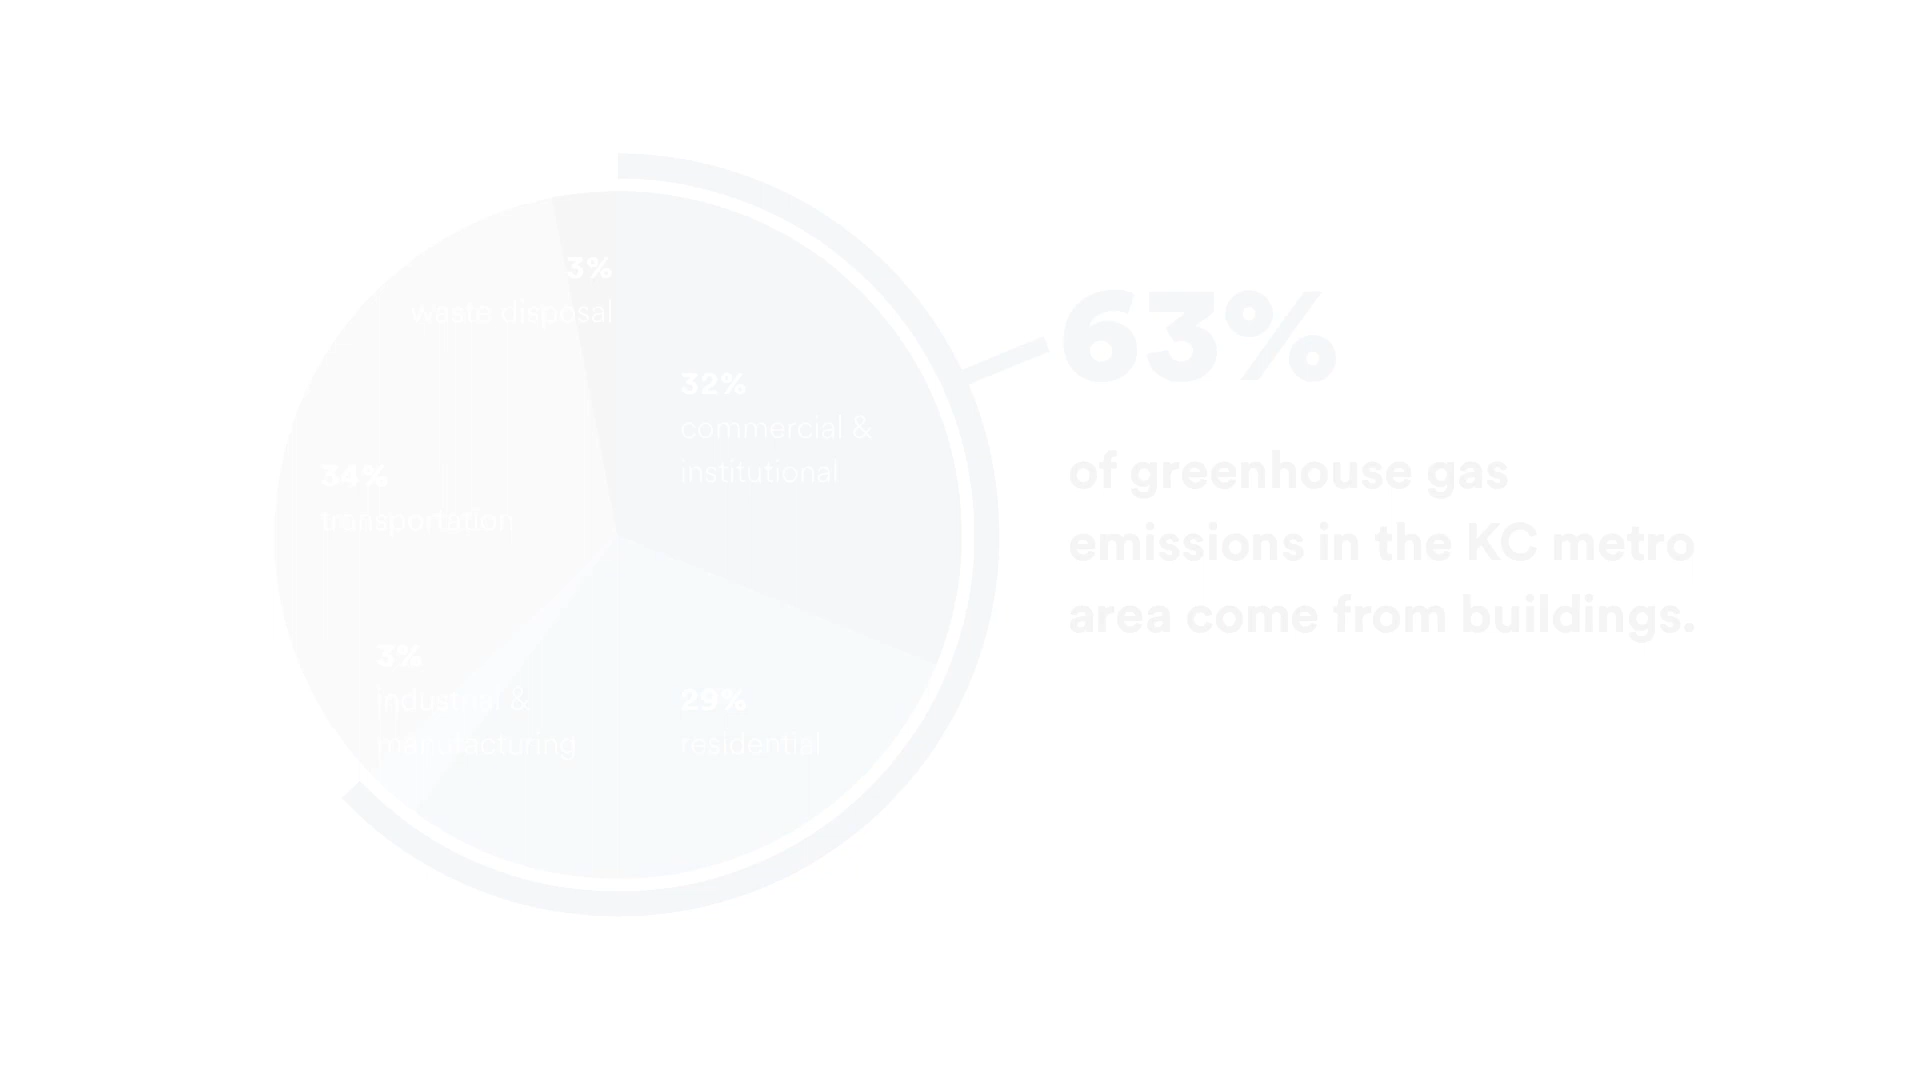 3%
waste disposal
32%
commercial &
institutional
34%
transportation
3%
industrial &
manufacturing
29%
residential
63%
of greenhouse gas
emissions in the KC metro
area come from buildings.